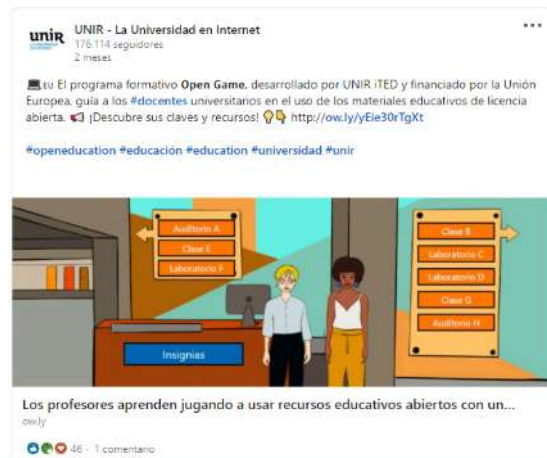 unir
UNIR - La Universidad en Internet
176.114 seguidores
2 meses
EU El programa formativo Open Game, desarrollado por UNIR iTED y financiado por la Unión
Europea, guía a los #docentes universitarios en el uso de los materiales educativos de licencia
abierta. ¡Descubre sus claves y recursos! http://ow.ly/yEie30rTgXt
#openeducation #educación #education #universidad #unir
Auditorio A
Clase E
Laboratorio F
Clase B
Laboratorio C
Laboratorio D
Clase G
Auditorio H
Insignias
Los profesores aprenden jugando a usar recursos educativos abiertos con un...
ow.ly
46 · 1 comentario